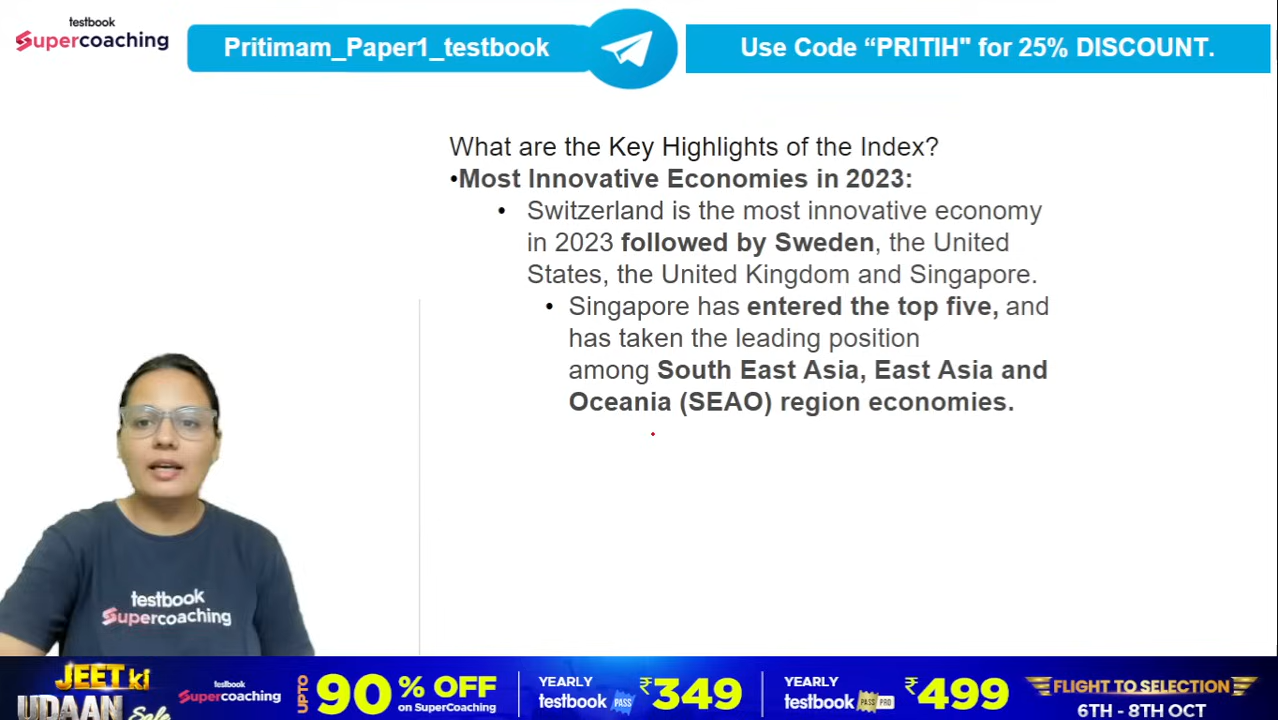 testbook
Supercoaching
Pritimam_Paper1_testbook
Use Code “PRITIH" for 25% DISCOUNT.
What are the Key Highlights of the Index?
•Most Innovative Economies in 2023:
• Switzerland is the most innovative economy
in 2023 followed by Sweden, the United
States, the United Kingdom and Singapore.
• Singapore has entered the top five, and
has taken the leading position
among South East Asia, East Asia and
Oceania (SEAO) region economies.
testbook
Supercoaching
JEET ki
UDAAN Sale
testbook
Supercoaching
UPTO
90% OFF
on SuperCoaching
YEARLY
testbook PASS
₹349
YEARLY
testbook PASS PRO
₹499
FLIGHT TO SELECTION
6TH - 8TH OCT